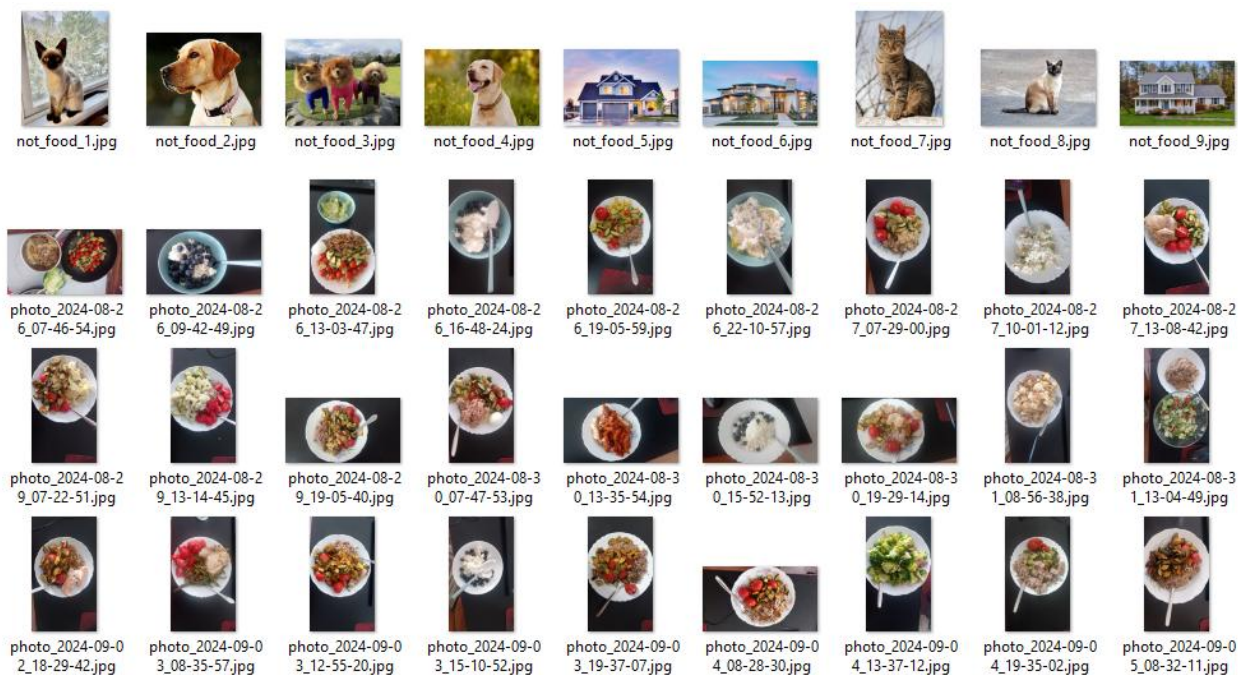 not_food_1.jpg not_food_2.jpg not_food_3.jpg not_food_4.jpg not_food_5.jpg not_food_6.jpg not_food_7.jpg not_food_8.jpg not_food_9.jpg
photo_2024-08-2 photo_2024-08-2 photo_2024-08-2 photo_2024-08-2 photo_2024-08-2 photo_2024-08-2 photo_2024-08-2 photo_2024-08-2 photo_2024-08-2
6_07-46-54.jpg 6_09-42-49.jpg 6_13-03-47.jpg 6_16-48-24.jpg 6_19-05-59.jpg 6_22-10-57.jpg 7_07-29-00.jpg 7_10-01-12.jpg 7_13-08-42.jpg
photo_2024-08-2 photo_2024-08-2 photo_2024-08-2 photo_2024-08-3 photo_2024-08-3 photo_2024-08-3 photo_2024-08-3 photo_2024-08-3 photo_2024-08-3
9_07-22-51.jpg 9_13-14-45.jpg 9_19-05-40.jpg 0_07-47-53.jpg 0_13-35-54.jpg 0_15-52-13.jpg 0_19-29-14.jpg 1_08-56-38.jpg 1_13-04-49.jpg
photo_2024-09-0 photo_2024-09-0 photo_2024-09-0 photo_2024-09-0 photo_2024-09-0 photo_2024-09-0 photo_2024-09-0 photo_2024-09-0 photo_2024-09-0
2_18-29-42.jpg 3_08-35-57.jpg 3_12-55-20.jpg 3_15-10-52.jpg 3_19-37-07.jpg 4_08-28-30.jpg 4_13-37-12.jpg 4_19-35-02.jpg 5_08-32-11.jpg